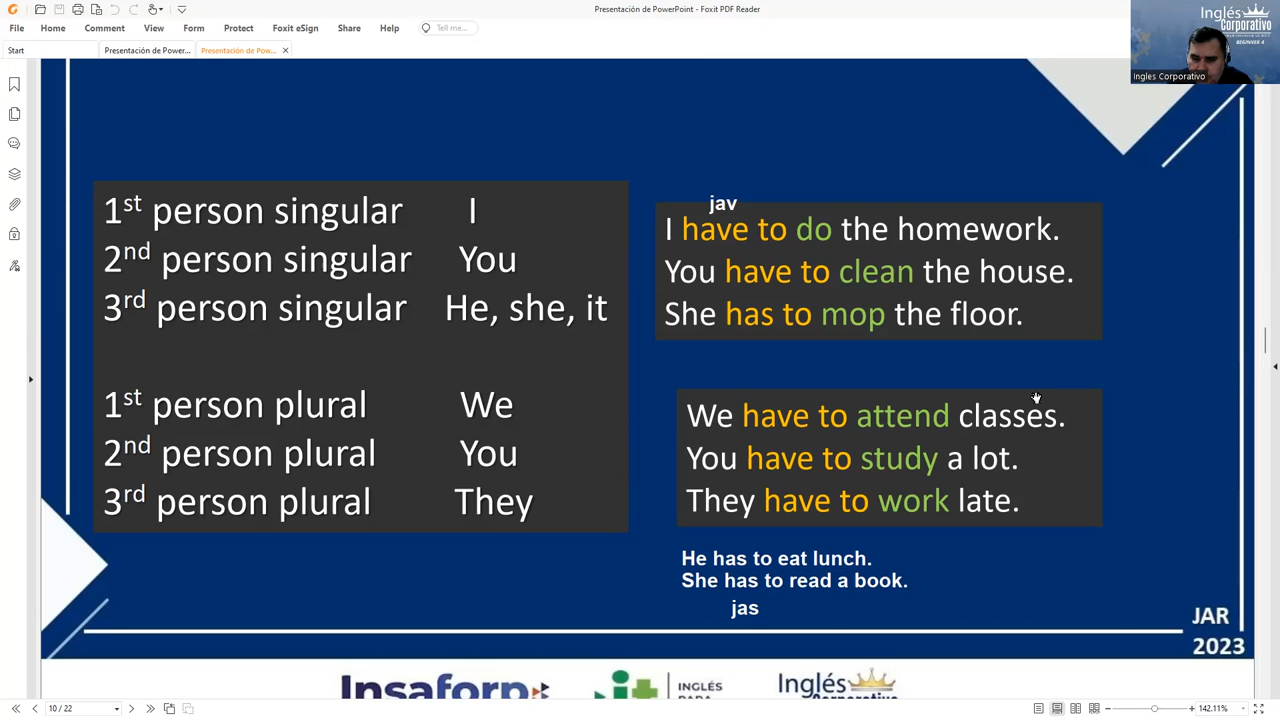 Presentación de PowerPoint - Foxit PDF Reader
File Home Comment View Form Protect Foxit eSign Share Help Tell me...
Start Presentación de Power... Presentación de Pow...
Inglés
Corporativo
BEGINNER 4
Ingles Corporativo
1st person singular I
2nd person singular You
3rd person singular He, she, it
1st person plural We
2nd person plural You
3rd person plural They
jav
I have to do the homework.
You have to clean the house.
She has to mop the floor.
We have to attend classes.
You have to study a lot.
They have to work late.
He has to eat lunch.
She has to read a book.
jas
JAR
2023
Insaforp
INGLÉS
PARA
Inglés
Corporativo
10 / 22
142.11%